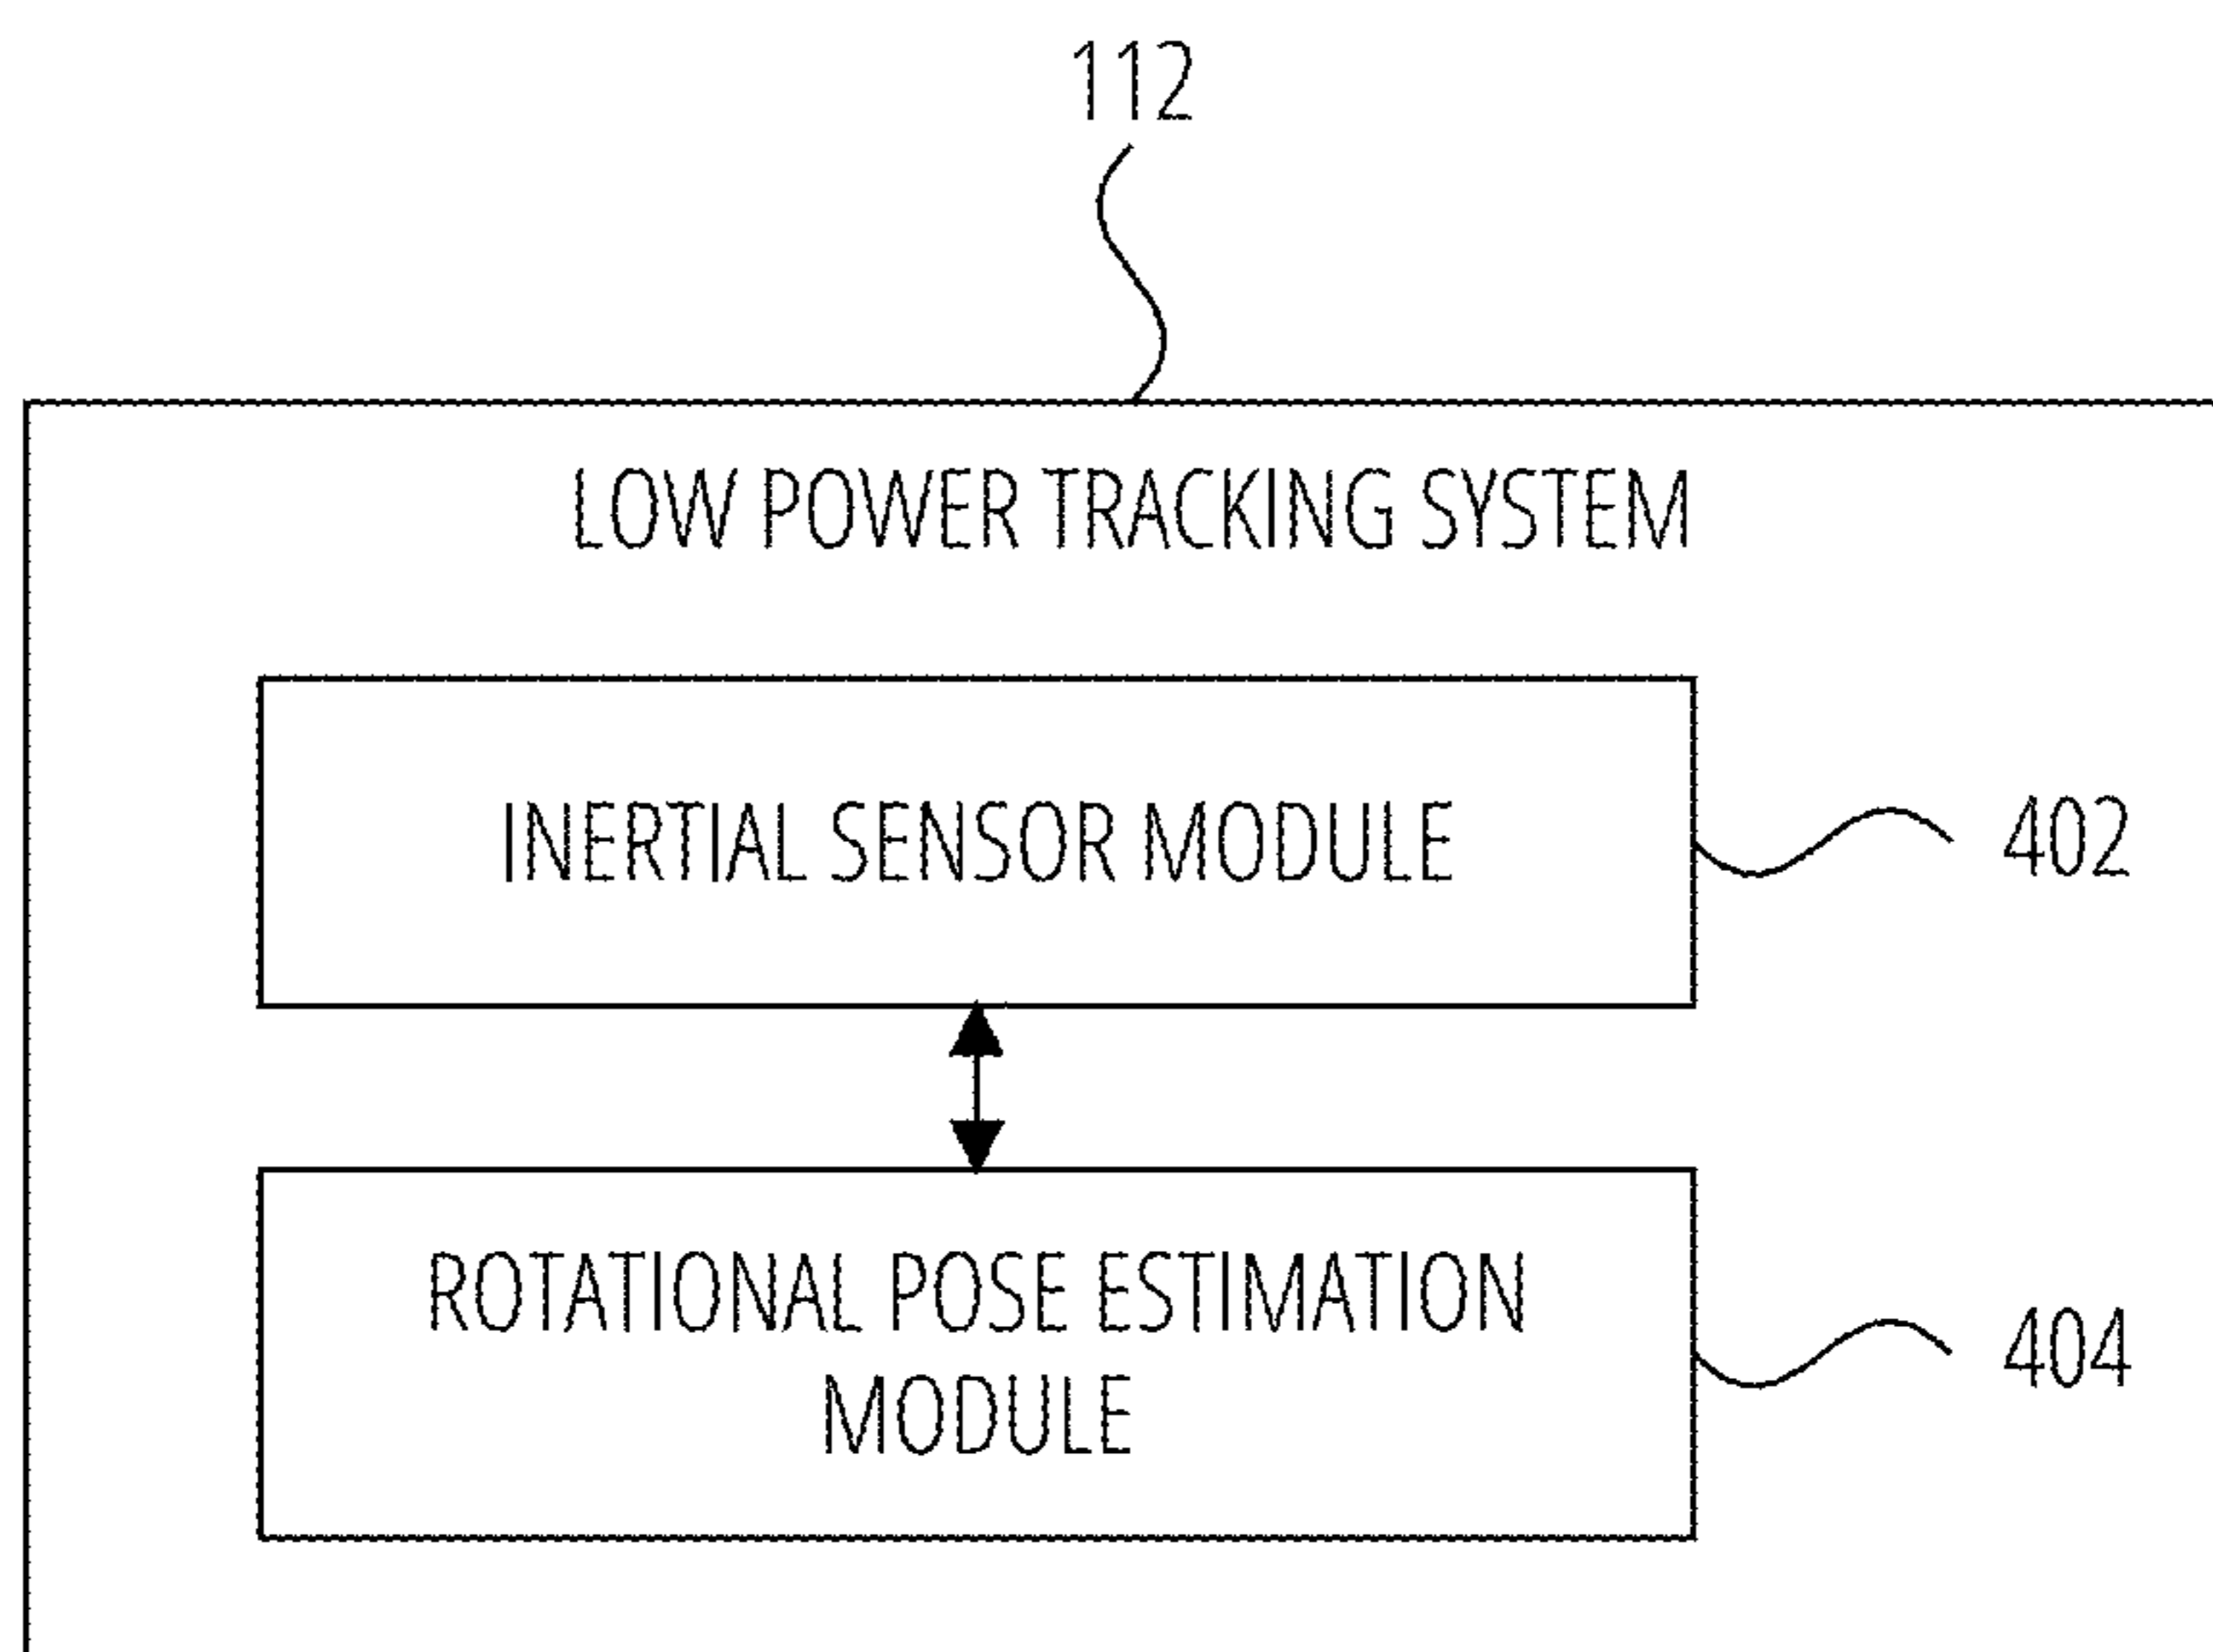 112
LOW POWER TRACKING SYSTEM
INERTIAL SENSOR MODULE
402
ROTATIONAL POSE ESTIMATION
MODULE
404